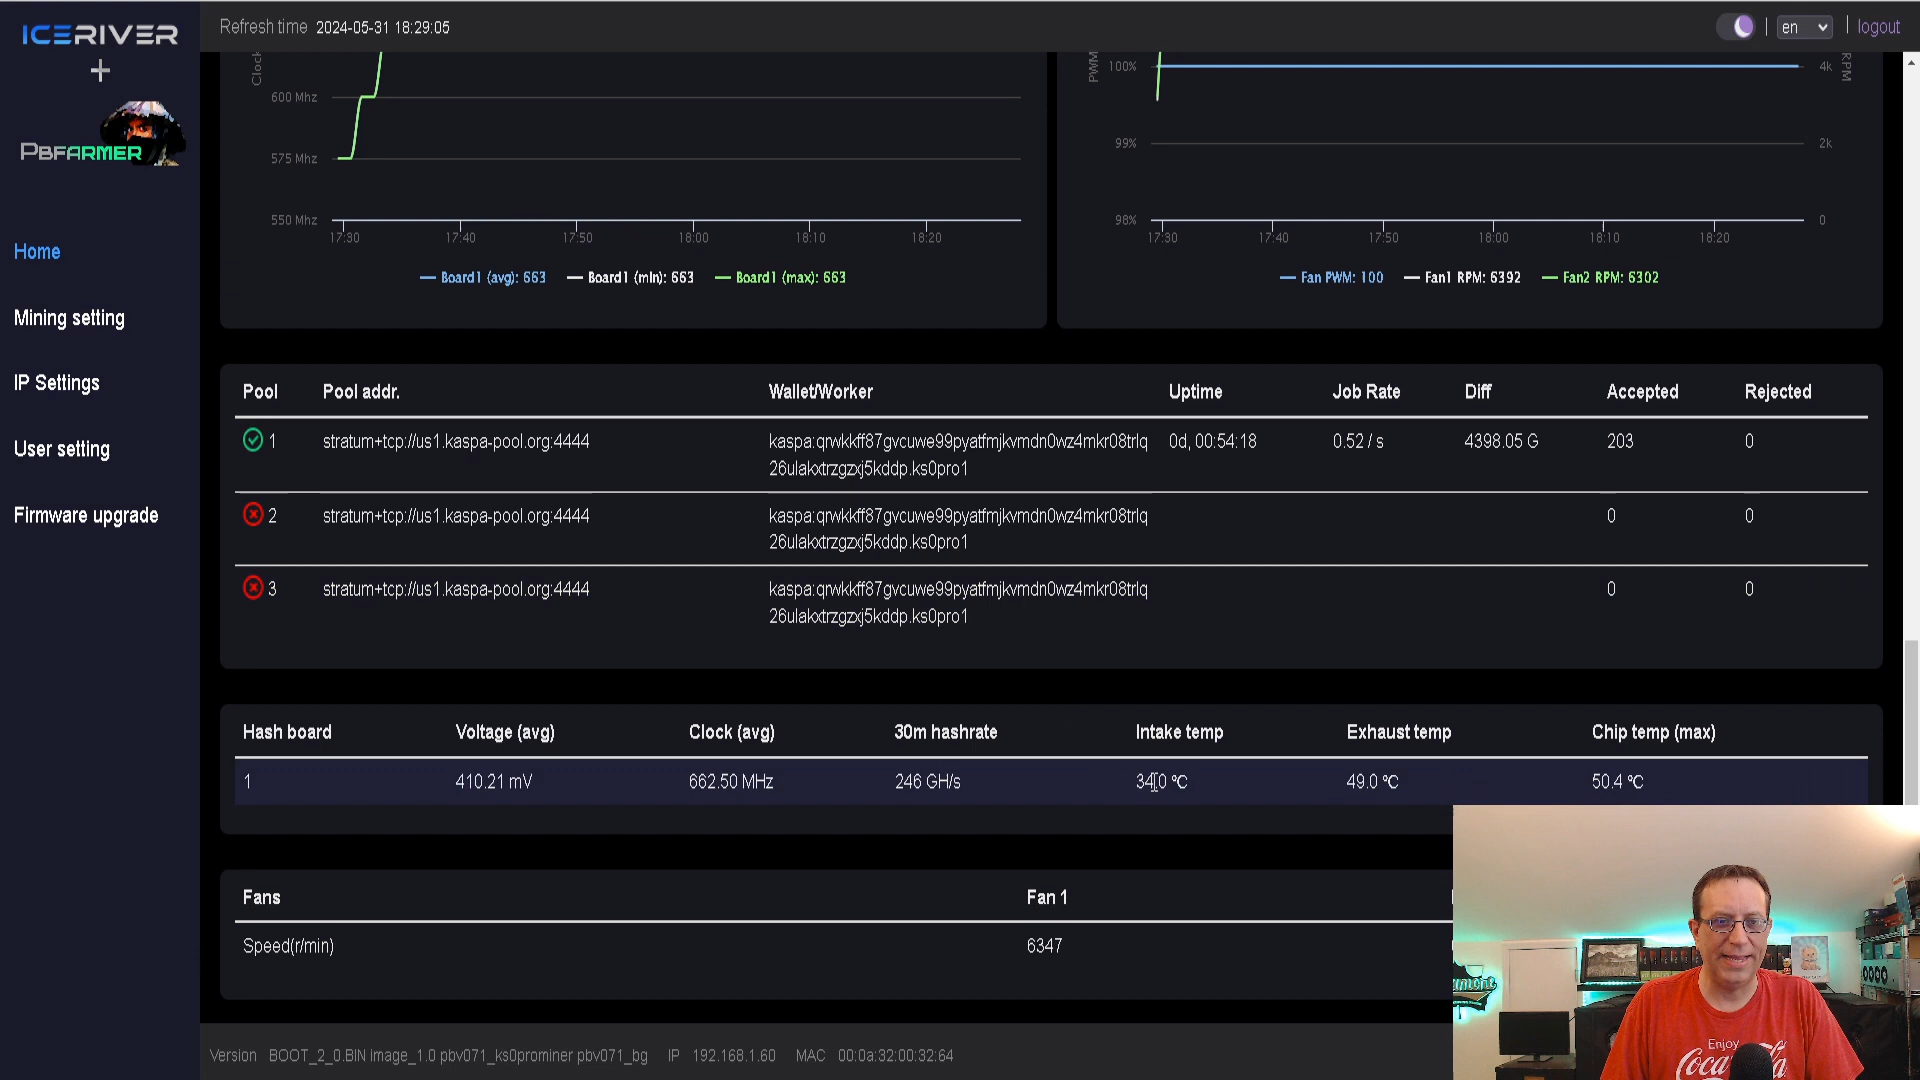 ICERIVER
+
PBFARMER
Home
Mining setting
IP Settings
User setting
Firmware upgrade
Refresh time 2024-05-31 18:29:05
en
logout
Clock
600 Mhz
575 Mhz
550 Mhz
17:30 17:40 17:50 18:00 18:10 18:20
Board1 (avg): 663 Board1 (min): 663 Board1 (max): 663
PWM
RPM
100% 4k
99% 2k
98% 0
17:30 17:40 17:50 18:00 18:10 18:20
Fan PWM: 100 Fan1 RPM: 6392 Fan2 RPM: 6302
Pool Pool addr. Wallet/Worker Uptime Job Rate Diff Accepted Rejected
1 stratum+tcp://us1.kaspa-pool.org:4444 kaspa:qrwkkff87gvcuwe99pyatfmjkvmdn0wz4mkr08trlq 0d, 00:54:18 0.52 / s 4398.05 G 203 0
26ulakxtrzgzxj5kddp.ks0pro1
2 stratum+tcp://us1.kaspa-pool.org:4444 kaspa:qrwkkff87gvcuwe99pyatfmjkvmdn0wz4mkr08trlq 0 0
26ulakxtrzgzxj5kddp.ks0pro1
3 stratum+tcp://us1.kaspa-pool.org:4444 kaspa:qrwkkff87gvcuwe99pyatfmjkvmdn0wz4mkr08trlq 0 0
26ulakxtrzgzxj5kddp.ks0pro1
Hash board Voltage (avg) Clock (avg) 30m hashrate Intake temp Exhaust temp Chip temp (max)
1 410.21 mV 662.50 MHz 246 GH/s 34.0 ℃ 49.0 ℃ 50.4 ℃
Fans Fan 1
Speed(r/min) 6347
Version BOOT_2_0.BIN image_1.0 pbv071_ks0prominer pbv071_bg IP 192.168.1.60 MAC 00:0a:32:00:32:64
Enjoy